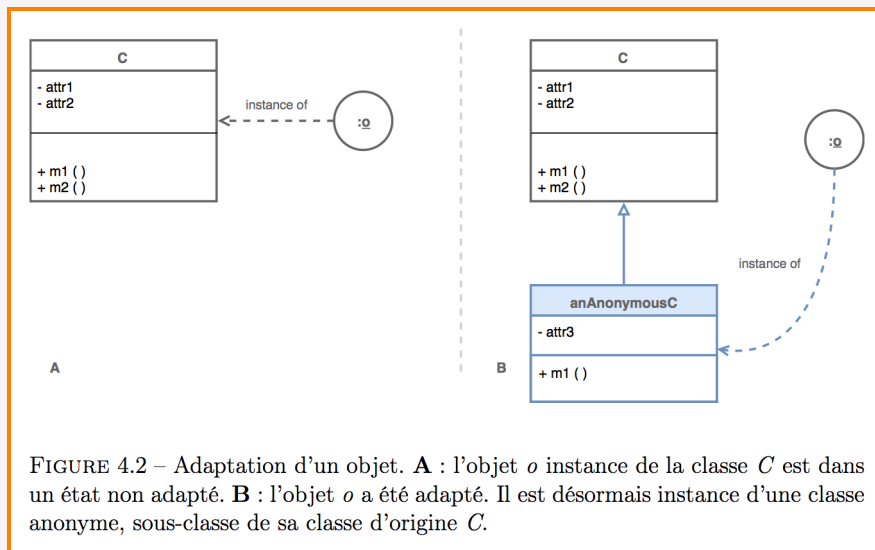 C
- attr1
- attr2
+ m1 ( )
+ m2 ( )
instance of
:o
A
C
- attr1
- attr2
+ m1 ( )
+ m2 ( )
:o
instance of
anAnonymousC
- attr3
+ m1 ( )
B
FIGURE 4.2 – Adaptation d'un objet. A : l'objet o instance de la classe C est dans
un état non adapté. B : l'objet o a été adapté. Il est désormais instance d'une classe
anonyme, sous-classe de sa classe d'origine C.